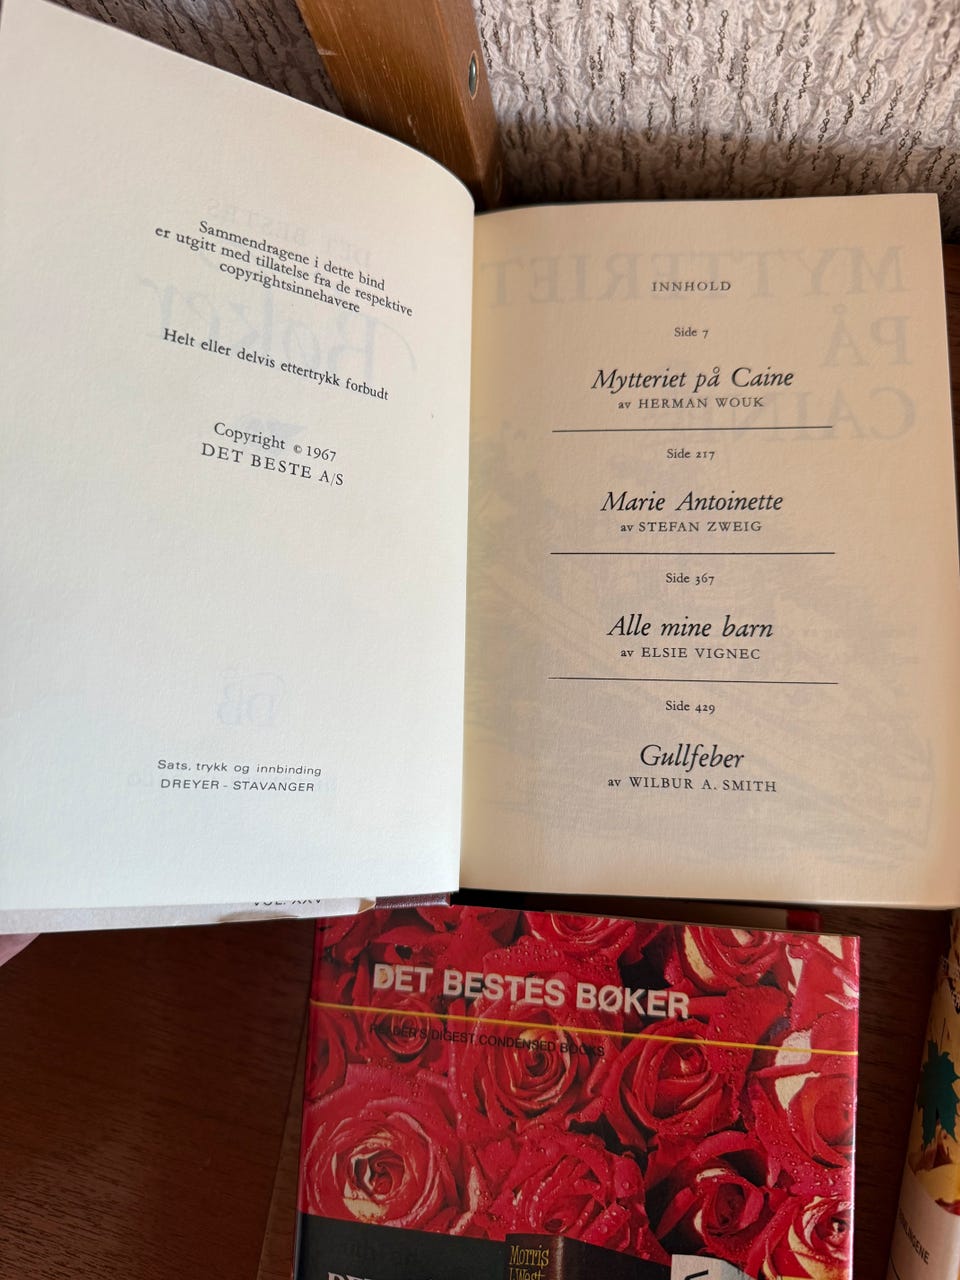 Sammendragene i dette bind
er utgitt med tillatelse fra de respektive
copyrightsinnehavere
Helt eller delvis ettertrykk forbudt
Copyright © 1967
DET BESTE A/S
Sats, trykk og innbinding
DREYER - STAVANGER
INNHOLD
Side 7
Mytteriet på Caine
av HERMAN WOUK
Side 217
Marie Antoinette
av STEFAN ZWEIG
Side 367
Alle mine barn
av ELSIE VIGNEC
Side 429
Gullfeber
av WILBUR A. SMITH
VOL. XXV
DET BESTES BØKER
READER'S DIGEST CONDENSED BOOKS
Morris
L West